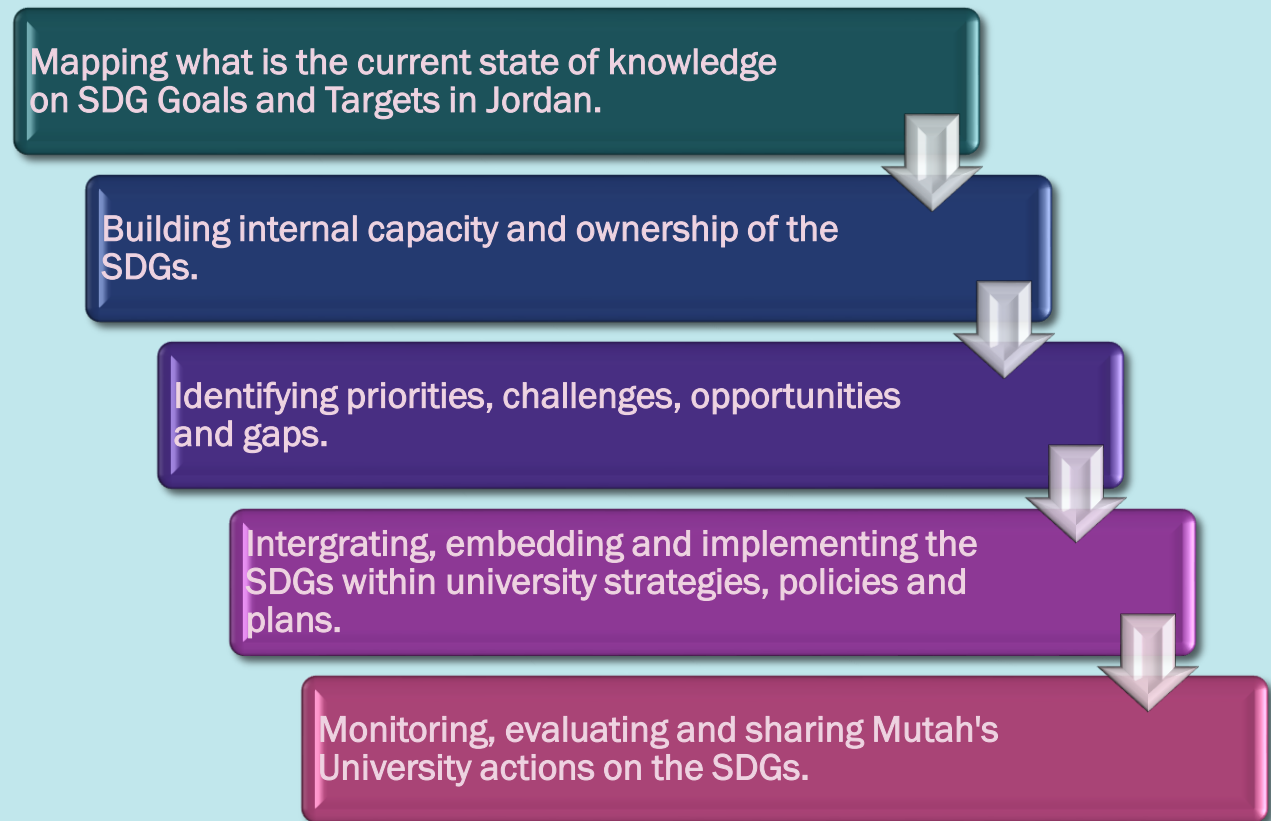 Mapping what is the current state of knowledge
on SDG Goals and Targets in Jordan.
Building internal capacity and ownership of the
SDGs.
Identifying priorities, challenges, opportunities
and gaps.
Intergrating, embedding and implementing the
SDGs within university strategies, policies and
plans.
Monitoring, evaluating and sharing Mutah's
University actions on the SDGs.